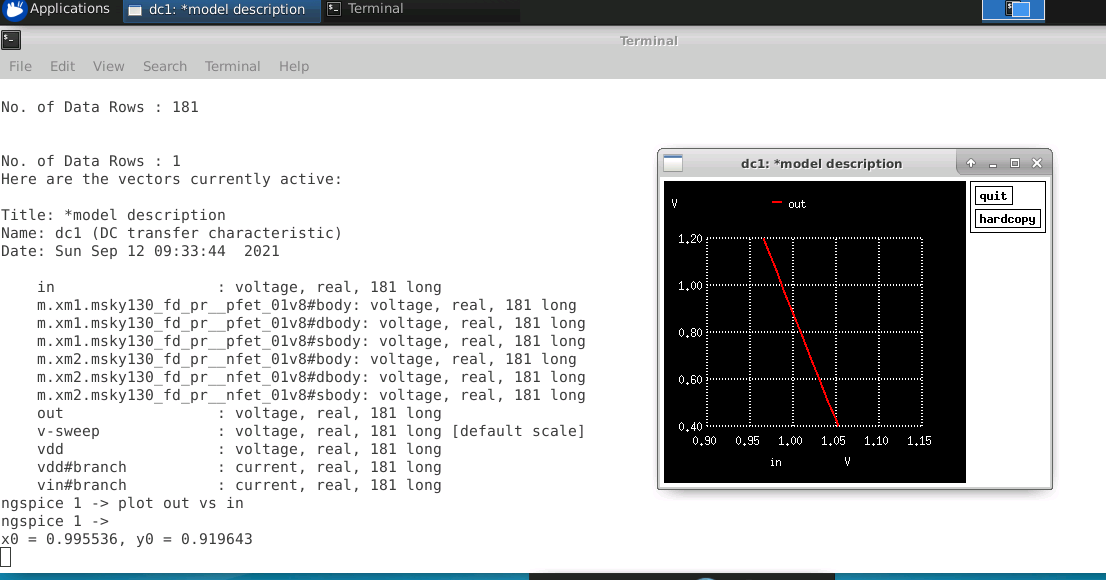 Applications dc1: *model description Terminal
Terminal
File Edit View Search Terminal Help
No. of Data Rows : 181
No. of Data Rows : 1
Here are the vectors currently active:
Title: *model description
Name: dc1 (DC transfer characteristic)
Date: Sun Sep 12 09:33:44  2021
in : voltage, real, 181 long
m.xm1.msky130_fd_pr__pfet_01v8#body: voltage, real, 181 long
m.xm1.msky130_fd_pr__pfet_01v8#dbody: voltage, real, 181 long
m.xm1.msky130_fd_pr__pfet_01v8#sbody: voltage, real, 181 long
m.xm2.msky130_fd_pr__nfet_01v8#body: voltage, real, 181 long
m.xm2.msky130_fd_pr__nfet_01v8#dbody: voltage, real, 181 long
m.xm2.msky130_fd_pr__nfet_01v8#sbody: voltage, real, 181 long
out : voltage, real, 181 long
v-sweep : voltage, real, 181 long [default scale]
vdd : voltage, real, 181 long
vdd#branch : current, real, 181 long
vin#branch : current, real, 181 long
ngspice 1 -> plot out vs in
ngspice 1 ->
x0 = 0.995536, y0 = 0.919643
dc1: *model description
V out
quit
hardcopy
1.20
1.00
0.80
0.60
0.40
0.90 0.95 1.00 1.05 1.10 1.15
in V